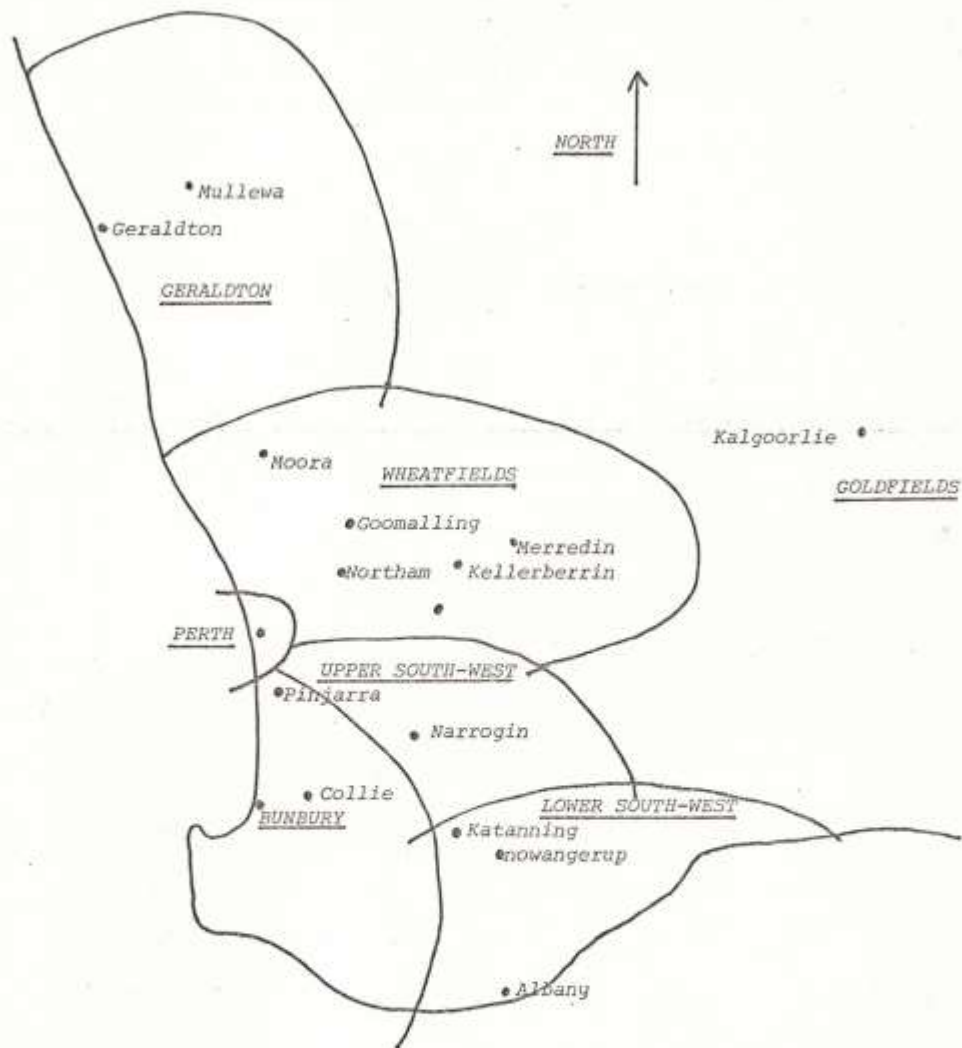 NORTH
Mullewa
Geraldton
GERALDTON
Kalgoorlie
Moora
WHEATFIELDS
GOLDFIELDS
Goomalling
Merredin
Northam
Kellerberrin
PERTH
UPPER SOUTH-WEST
Pinjarra
Narrogin
Collie
BUNBURY
LOWER SOUTH-WEST
Katanning
nowangerup
Albany